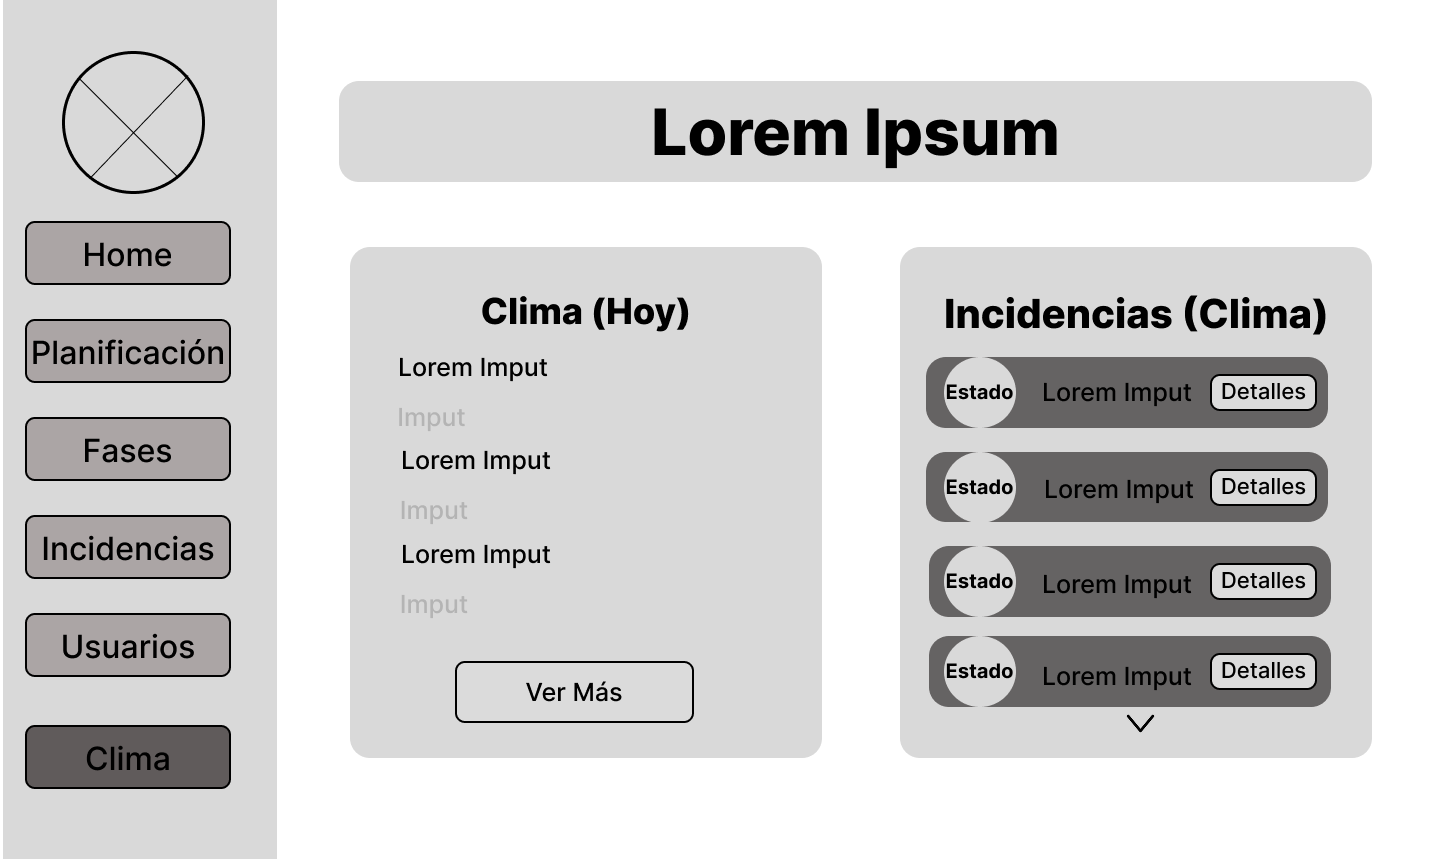 Home
Planificación
Fases
Incidencias
Usuarios
Clima
Lorem Ipsum
Clima (Hoy)
Lorem Imput
Imput
Lorem Imput
Imput
Lorem Imput
Imput
Ver Más
Incidencias (Clima)
Estado Lorem Imput Detalles
Estado Lorem Imput Detalles
Estado Lorem Imput Detalles
Estado Lorem Imput Detalles